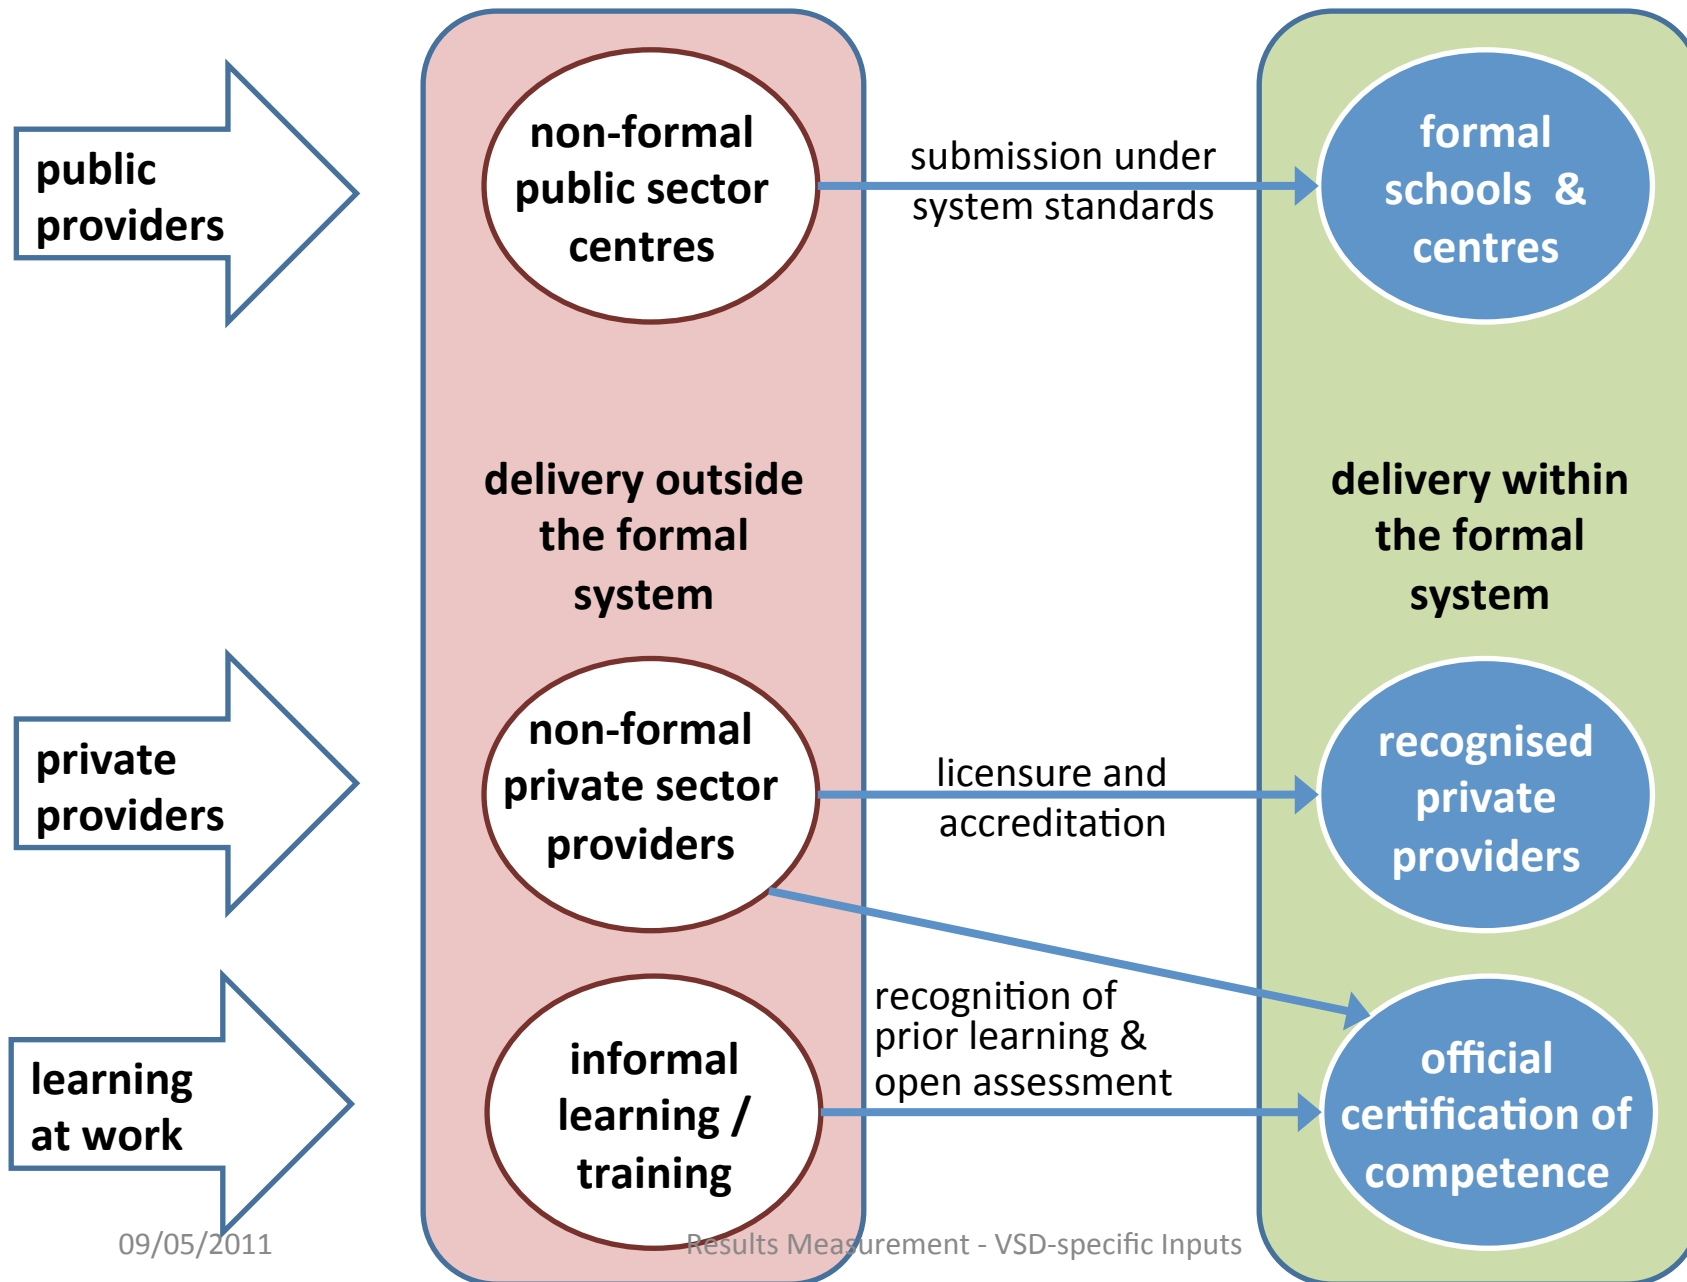 public
providers
non-formal
public sector
centres
submission under
system standards
formal
schools & 
centres
delivery outside
the formal
system
delivery within
the formal
system
private
providers
non-formal
private sector
providers
licensure and
accreditation
recognised
private
providers
learning
at work
informal
learning /
training
recognition of
prior learning &
open assessment
official
certification of
competence
09/05/2011
Results Measurement - VSD-specific Inputs